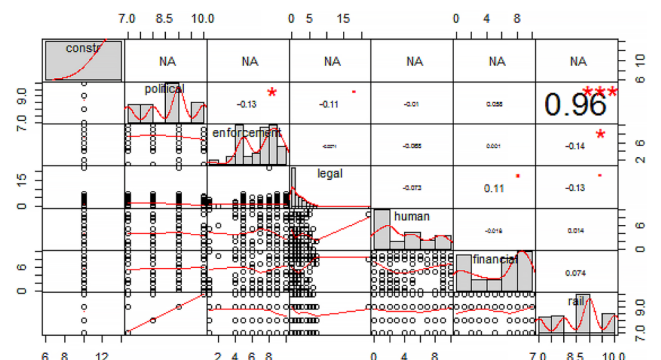 7.0 8.5 10.0 0 5 15 0 4 8
constr NA NA NA NA NA NA 6 10
7.0 9.0 political -0.13 * -0.11 . -0.01 0.96 ***
enforcement -0.065 0.001 -0.14 * 2 6
0 15 legal -0.073 0.11 * -0.13 .
human -0.016 0.014 0 6
0 6 financial 0.074
rail 7.0 9.0
6 8 12 2 4 6 8 0 4 8 7.0 8.5 10.0